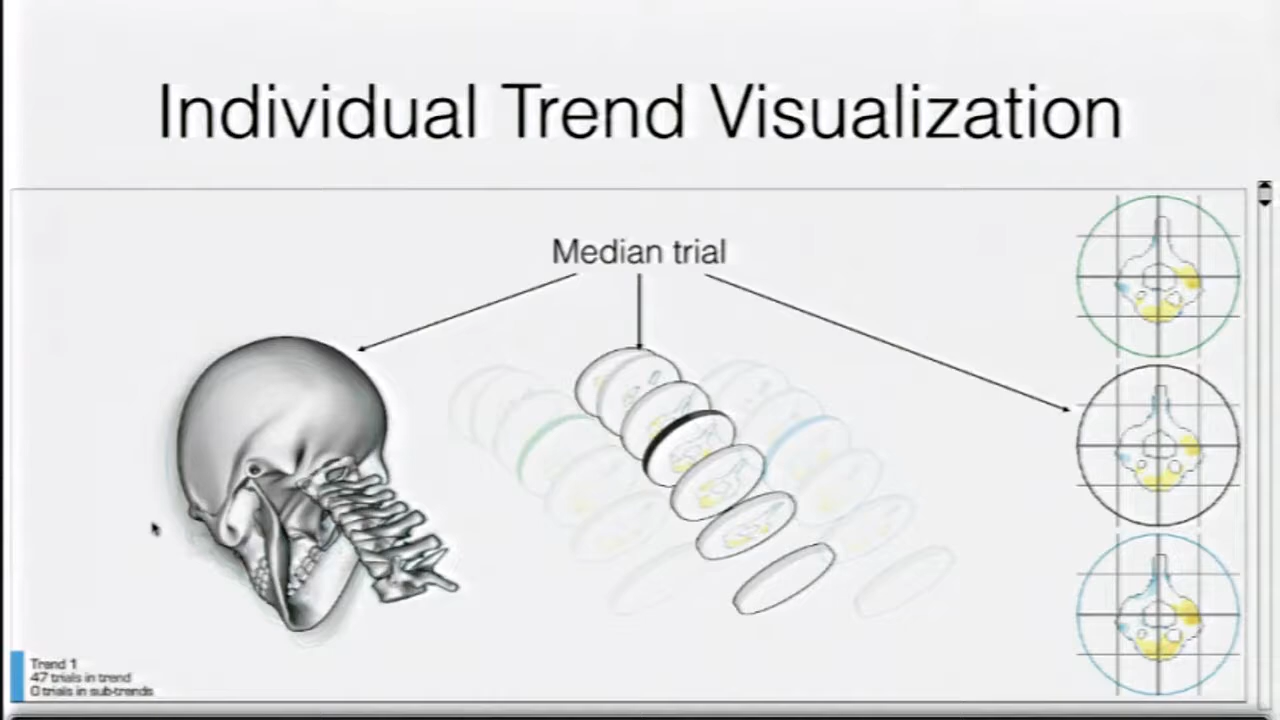 Individual Trend Visualization
Median trial
Trend 1
47 trials in trend
0 trials in sub-trends